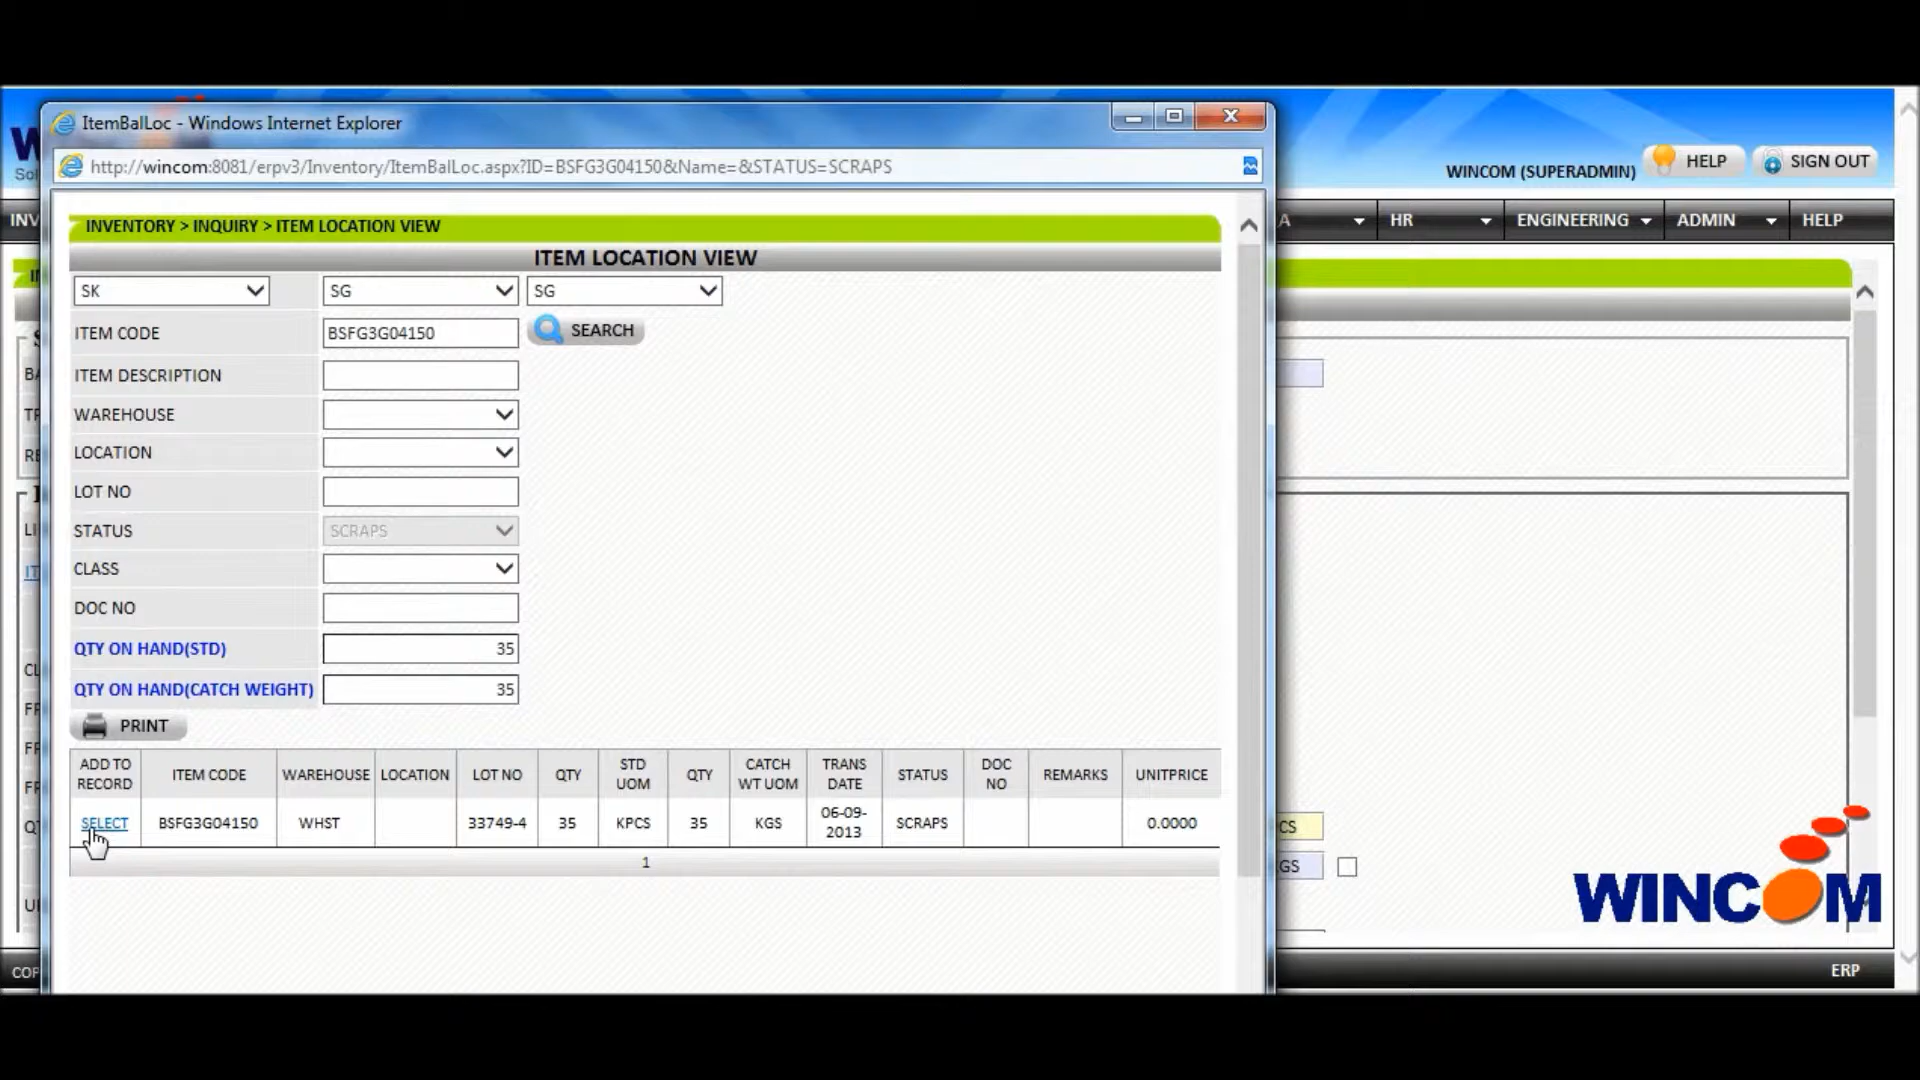 ItemBalLoc - Windows Internet Explorer
http://wincom:8081/erpv3/Inventory/ItemBalLoc.aspx?ID=BSFG3G04150&Name=&STATUS=SCRAPS
WINCOM (SUPERADMIN)
HELP
SIGN OUT
HR
ENGINEERING
ADMIN
HELP
INVENTORY > INQUIRY > ITEM LOCATION VIEW
ITEM LOCATION VIEW
SK SG SG
ITEM CODE BSFG3G04150 SEARCH
ITEM DESCRIPTION
WAREHOUSE
LOCATION
LOT NO
STATUS SCRAPS
CLASS
DOC NO
QTY ON HAND(STD) 35
QTY ON HAND(CATCH WEIGHT) 35
PRINT
ADD TO RECORD ITEM CODE WAREHOUSE LOCATION LOT NO QTY STD UOM QTY CATCH WT UOM TRANS DATE STATUS DOC NO REMARKS UNITPRICE
SELECT BSFG3G04150 WHST 33749-4 35 KPCS 35 KGS 06-09-2013 SCRAPS 0.0000
1
WINCOM
ERP